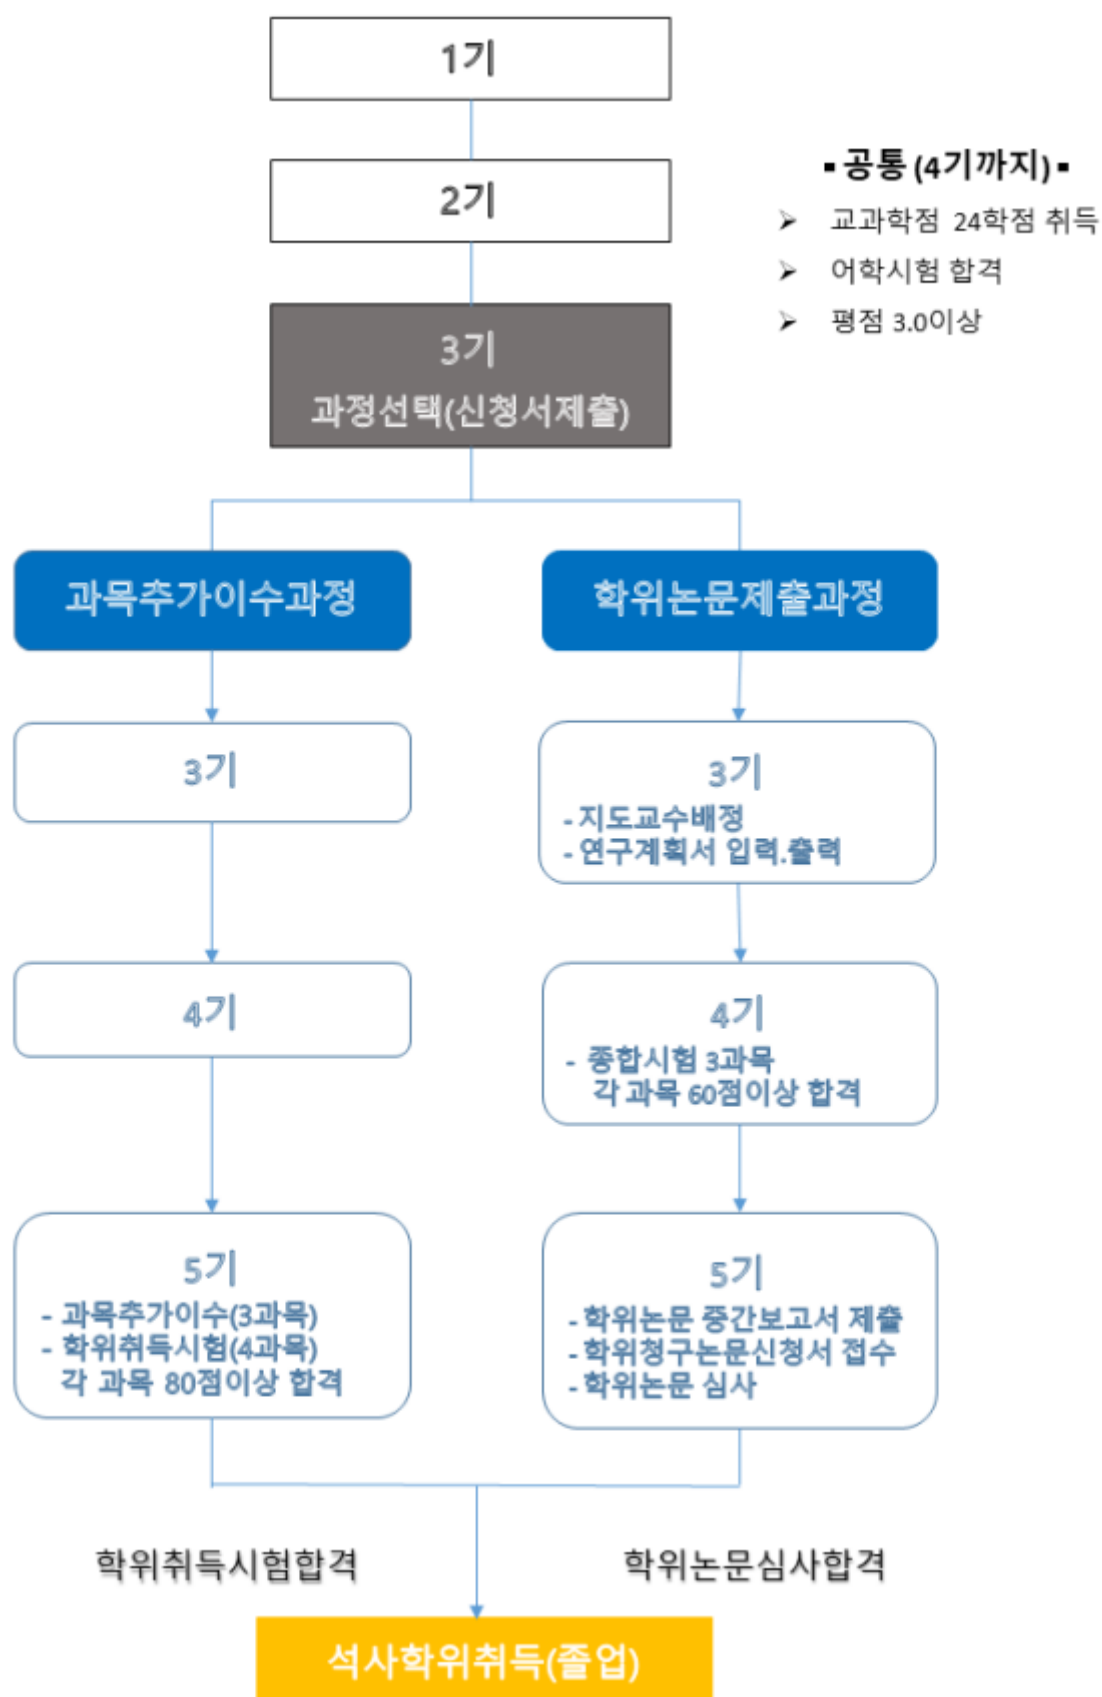 1기
2기
▪ 공통 (4기까지) ▪
➢ 교과학점 24학점 취득
➢ 어학시험 합격
➢ 평점 3.0이상
3기
과정선택(신청서제출)
과목추가이수과정
3기
4기
5기
- 과목추가이수(3과목)
- 학위취득시험(4과목)
각 과목 80점이상 합격
학위논문제출과정
3기
- 지도교수배정
- 연구계획서 입력.출력
4기
- 종합시험 3과목
각 과목 60점이상 합격
5기
- 학위논문 중간보고서 제출
- 학위청구논문신청서 접수
- 학위논문 심사
학위취득시험합격
학위논문심사합격
석사학위취득(졸업)